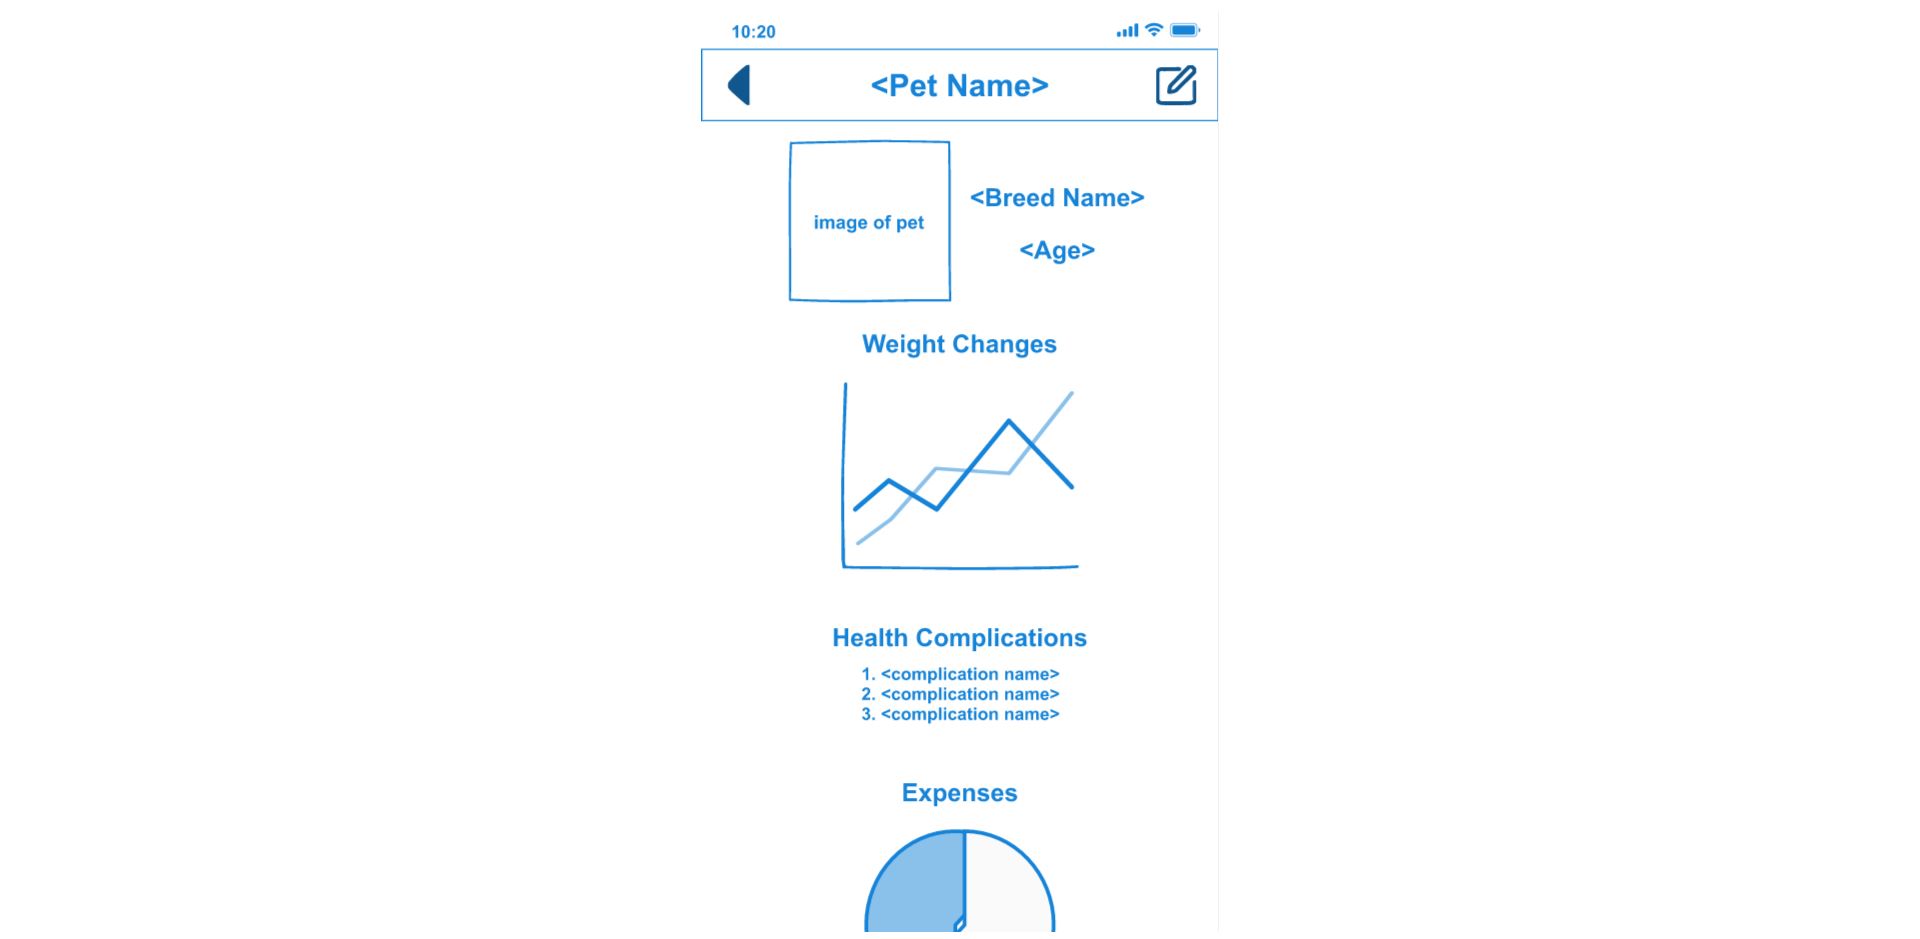 10:20
<Pet Name>
image of pet
<Breed Name>
<Age>
Weight Changes
Health Complications
1. <complication name>
2. <complication name>
3. <complication name>
Expenses